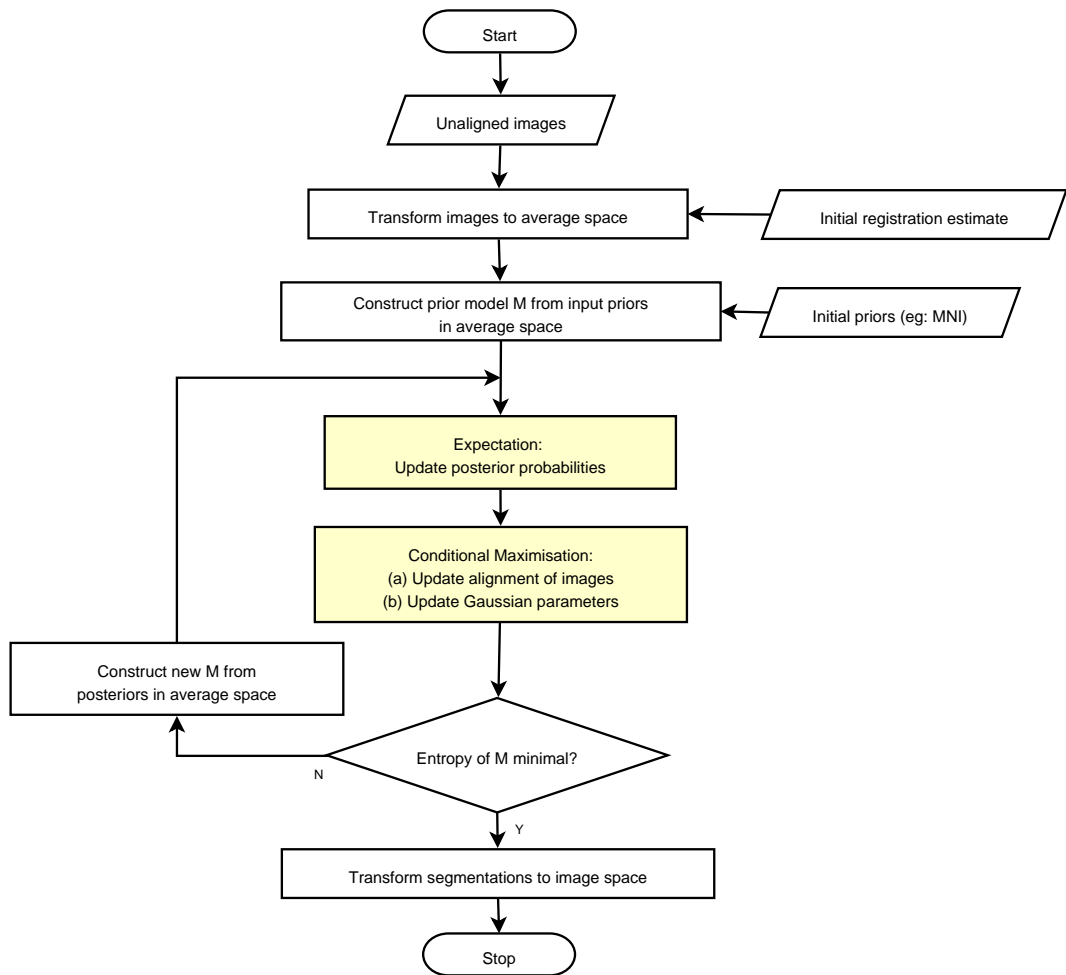 Start
Unaligned images
Transform images to average space
Initial registration estimate
Construct prior model M from input priors
in average space
Initial priors (eg: MNI)
Expectation:
Update posterior probabilities
Conditional Maximisation:
(a) Update alignment of images
(b) Update Gaussian parameters
Construct new M from
posteriors in average space
Entropy of M minimal?
N
Y
Transform segmentations to image space
Stop